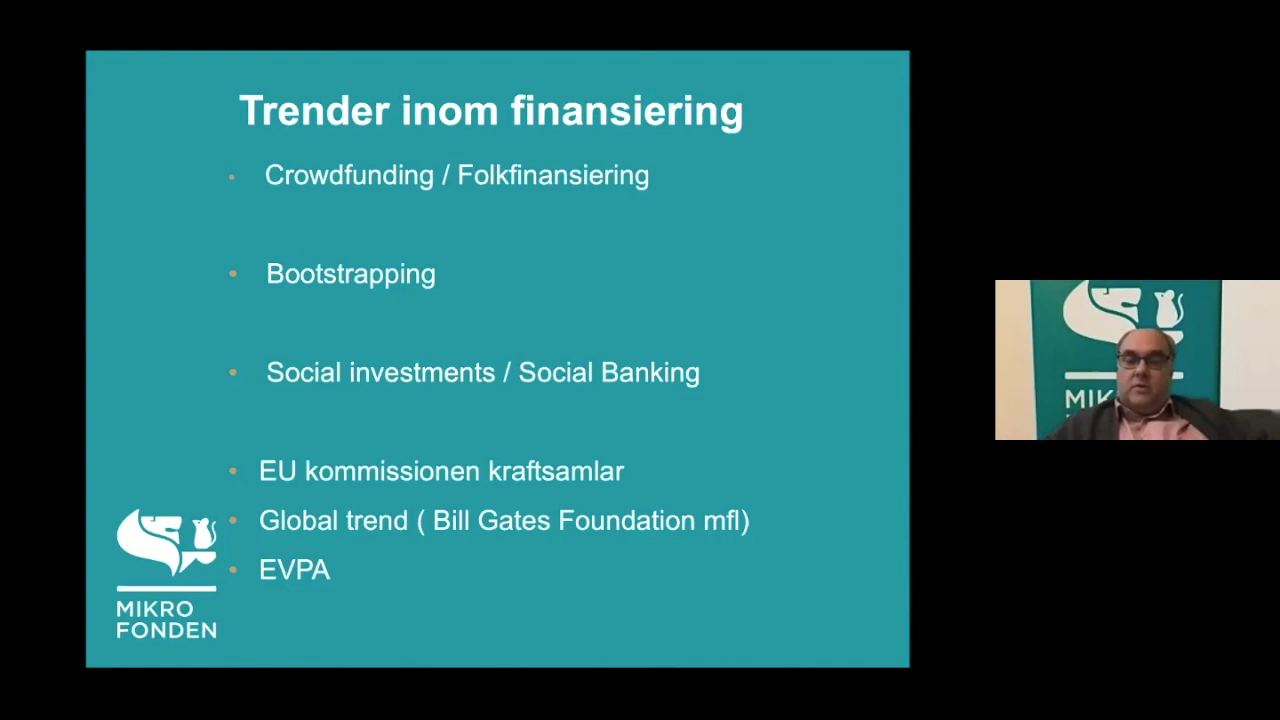 Trender inom finansiering
• Crowdfunding / Folkfinansiering
• Bootstrapping
• Social investments / Social Banking
• EU kommissionen kraftsamlar
• Global trend ( Bill Gates Foundation mfl)
• EVPA
MIKRO
FONDEN
MIK